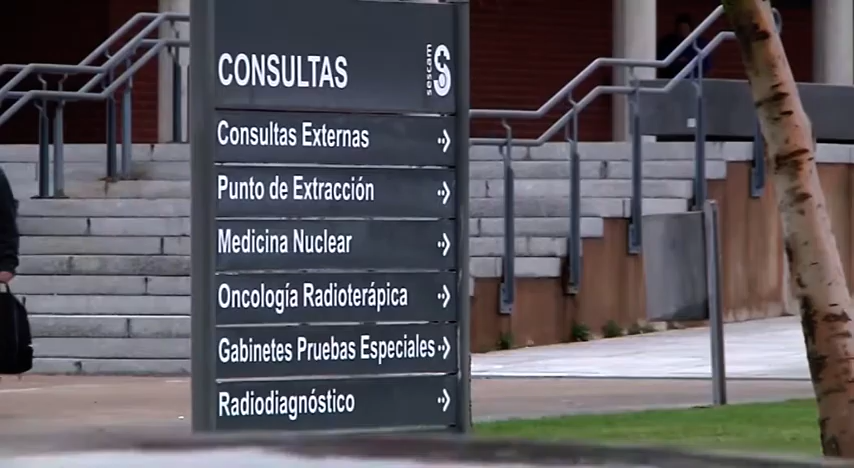 CONSULTAS
sescam
Consultas Externas
Punto de Extracción
Medicina Nuclear
Oncología Radioterápica
Gabinetes Pruebas Especiales
Radiodiagnóstico